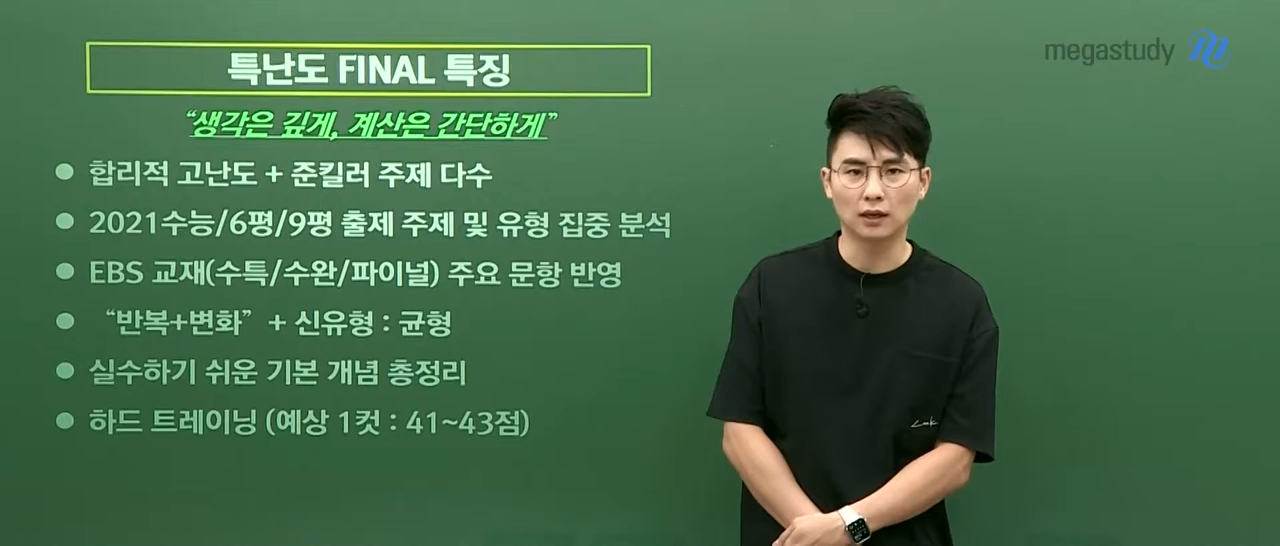 megastudy
특난도 FINAL 특징
“생각은 깊게, 계산은 간단하게”
● 합리적 고난도 + 준킬러 주제 다수
● 2021수능/6평/9평 출제 주제 및 유형 집중 분석
● EBS 교재(수특/수완/파이널) 주요 문항 반영
● “반복+변화” + 신유형 : 균형
● 실수하기 쉬운 기본 개념 총정리
● 하드 트레이닝 (예상 1컷 : 41~43점)